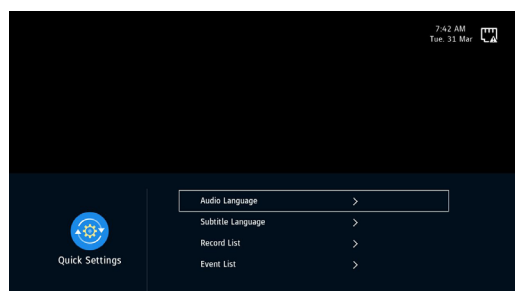 7:42 AM
Tue. 31 Mar
Audio Language
Subtitle Language
Record List
Event List
Quick Settings